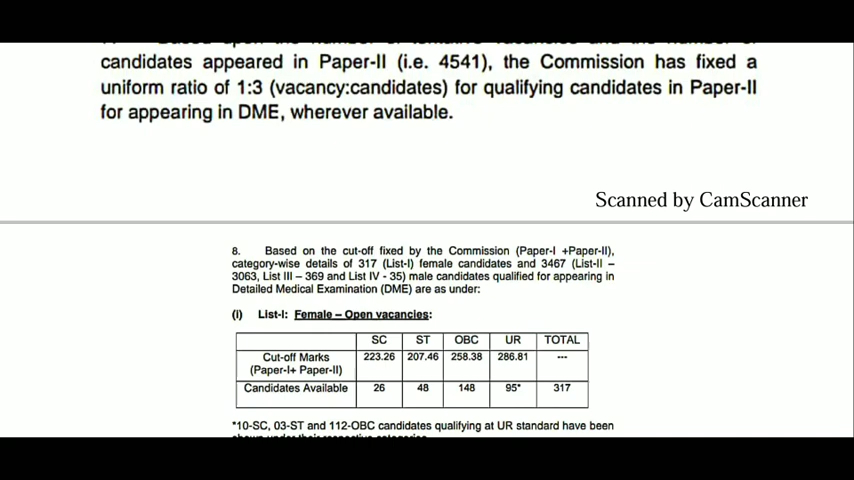 candidates appeared in Paper-II (i.e. 4541), the Commission has fixed a
uniform ratio of 1:3 (vacancy:candidates) for qualifying candidates in Paper-II
for appearing in DME, wherever available.
Scanned by CamScanner
8. Based on the cut-off fixed by the Commission (Paper-I +Paper-II),
category-wise details of 317 (List-I) female candidates and 3467 (List-II –
3063, List III – 369 and List IV - 35) male candidates qualified for appearing in
Detailed Medical Examination (DME) are as under:
(i) List-I: Female – Open vacancies:
SC ST OBC UR TOTAL
Cut-off Marks 223.26 207.46 258.38 286.81 ---
(Paper-I+ Paper-II)
Candidates Available 26 48 148 95* 317
*10-SC, 03-ST and 112-OBC candidates qualifying at UR standard have been